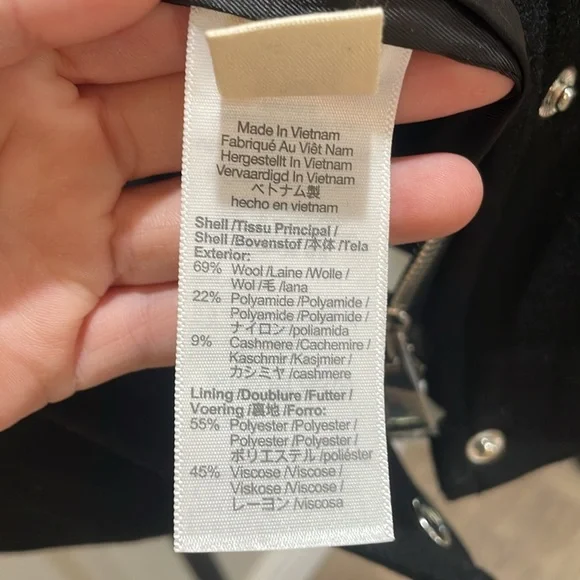 Made In Vietnam
Fabriqué Au Viêt Nam
Hergestellt In Vietnam
Vervaardigd In Vietnam
ベトナム製
hecho en vietnam
Shell /Tissu Principal /
Shell /Bovenstof /本体 /Tela
Exterior:
69% Wool /Laine /Wolle /
Wol /毛 /lana
22% Polyamide /Polyamide /
Polyamide /Polyamide /
ナイロン /poliamida
9% Cashmere /Cachemire /
Kaschmir /Kasjmier /
カシミヤ /cashmere
Lining /Doublure /Futter /
Voering /裏地 /Forro:
55% Polyester /Polyester /
Polyester /Polyester /
ポリエステル /poliéster
45% Viscose /Viscose /
Viskose /Viscose /
レーヨン /Viscosa